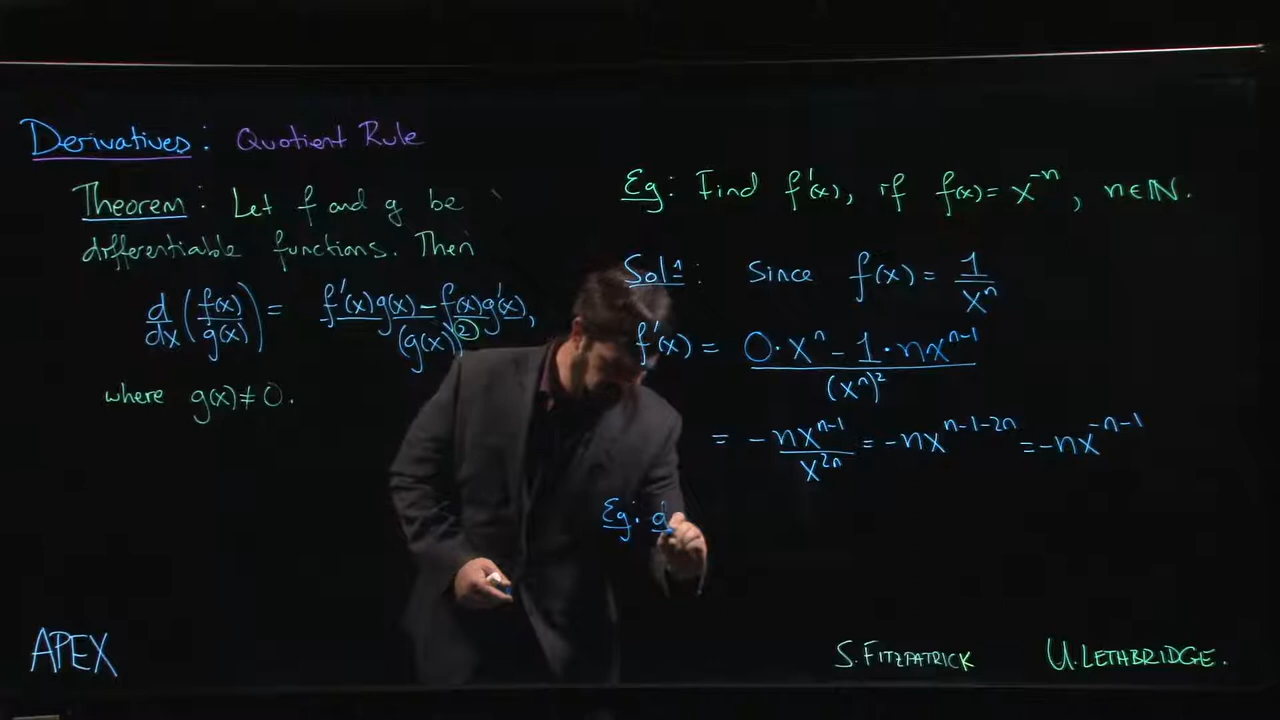 Derivatives: Quotient Rule
Theorem: Let f and g be
differentiable functions. Then
d/dx (f(x)/g(x)) = (f'(x)g(x) - f(x)g'(x))/(g(x))^2,
where g(x) ≠ 0.
Eg: Find f'(x), if f(x) = x^{-n}, n ∈ ℕ.
Sol^n: Since f(x) = 1/x^n
f'(x) = (0·x^n - 1·nx^{n-1})/(x^n)^2
= -nx^{n-1}/x^{2n} = -nx^{n-1-2n} = -nx^{-n-1}
Eg: d
APEX
S. FITZPATRICK
U. LETHBRIDGE.